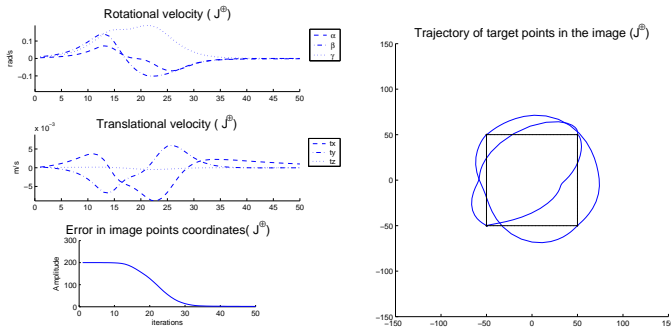 Rotational velocity ( J⊕)
rad/s
0.1
0
−0.1
0 5 10 15 20 25 30 35 40 45 50
α
β
γ
Translational velocity ( J⊕)
x 10⁻³
m/s
5
0
−5
0 5 10 15 20 25 30 35 40 45 50
tx
ty
tz
Error in image points coordinates( J⊕)
Amplitude
300
200
100
0
0 10 20 30 40 50
iterations
Trajectory of target points in the image (J⊕)
150
100
50
0
−50
−100
−150
−150 −100 −50 0 50 100 150